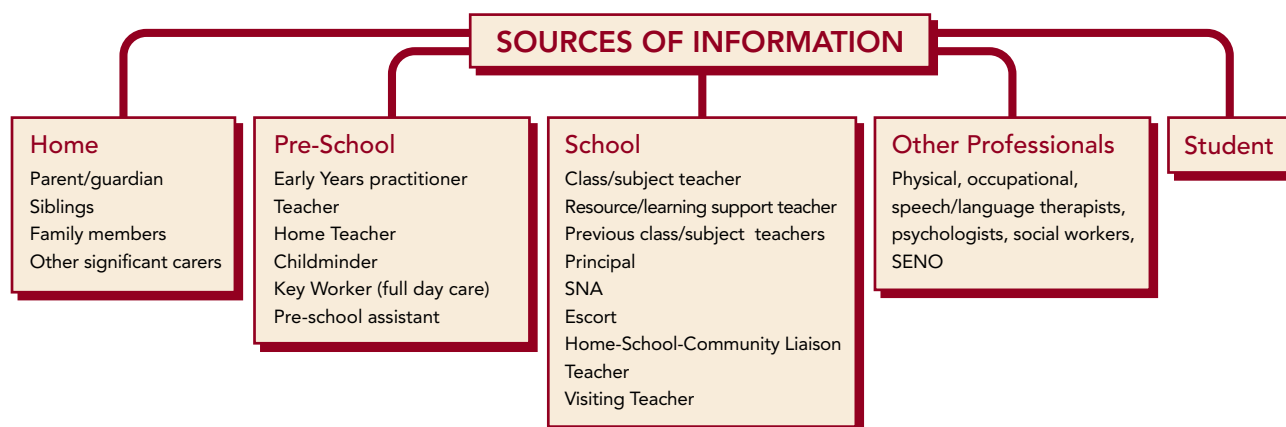 SOURCES OF INFORMATION
Home
Parent/guardian
Siblings
Family members
Other significant carers
Pre-School
Early Years practitioner
Teacher
Home Teacher
Childminder
Key Worker (full day care)
Pre-school assistant
School
Class/subject teacher
Resource/learning support teacher
Previous class/subject teachers
Principal
SNA
Escort
Home-School-Community Liaison
Teacher
Visiting Teacher
Other Professionals
Physical, occupational,
speech/language therapists,
psychologists, social workers,
SENO
Student